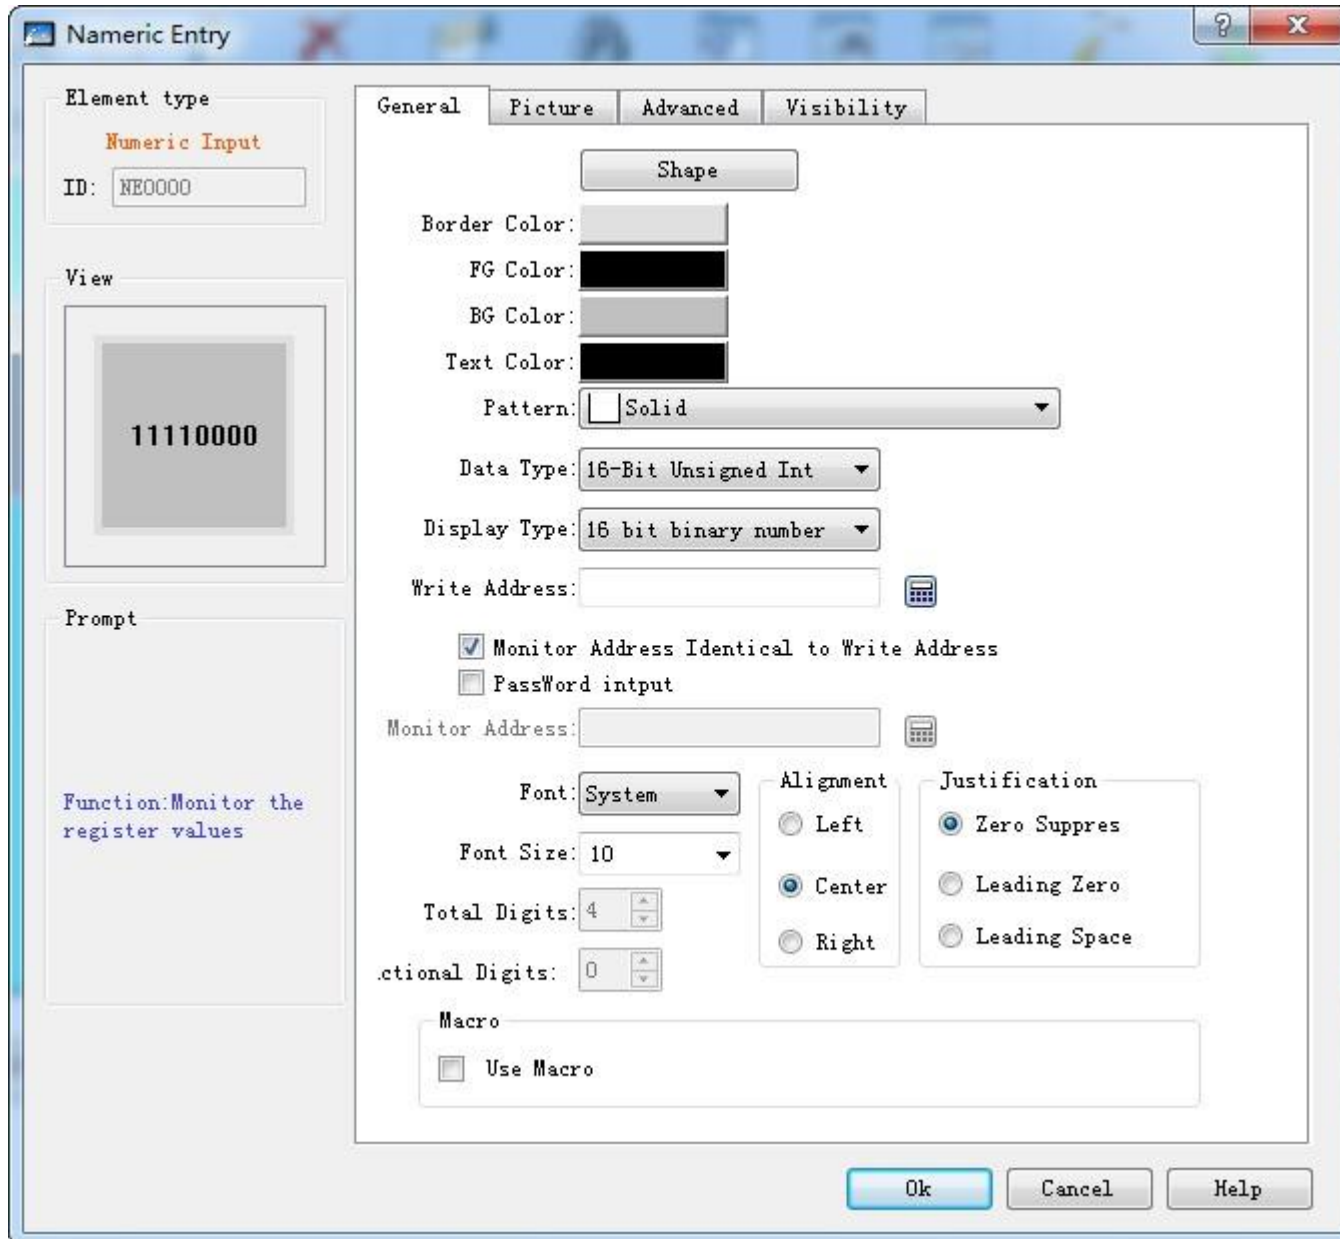 Nameric Entry
Element type
Numeric Input
ID: NE0000
View
11110000
Prompt
Function:Monitor the
register values
General Picture Advanced Visibility
Shape
Border Color:
FG Color:
BG Color:
Text Color:
Pattern: Solid
Data Type: 16-Bit Unsigned Int
Display Type: 16 bit binary number
Write Address:
Monitor Address Identical to Write Address
PassWord intput
Monitor Address:
Font: System
Font Size: 10
Total Digits: 4
.ctional Digits: 0
Alignment
Left
Center
Right
Justification
Zero Suppres
Leading Zero
Leading Space
Macro
Use Macro
Ok Cancel Help